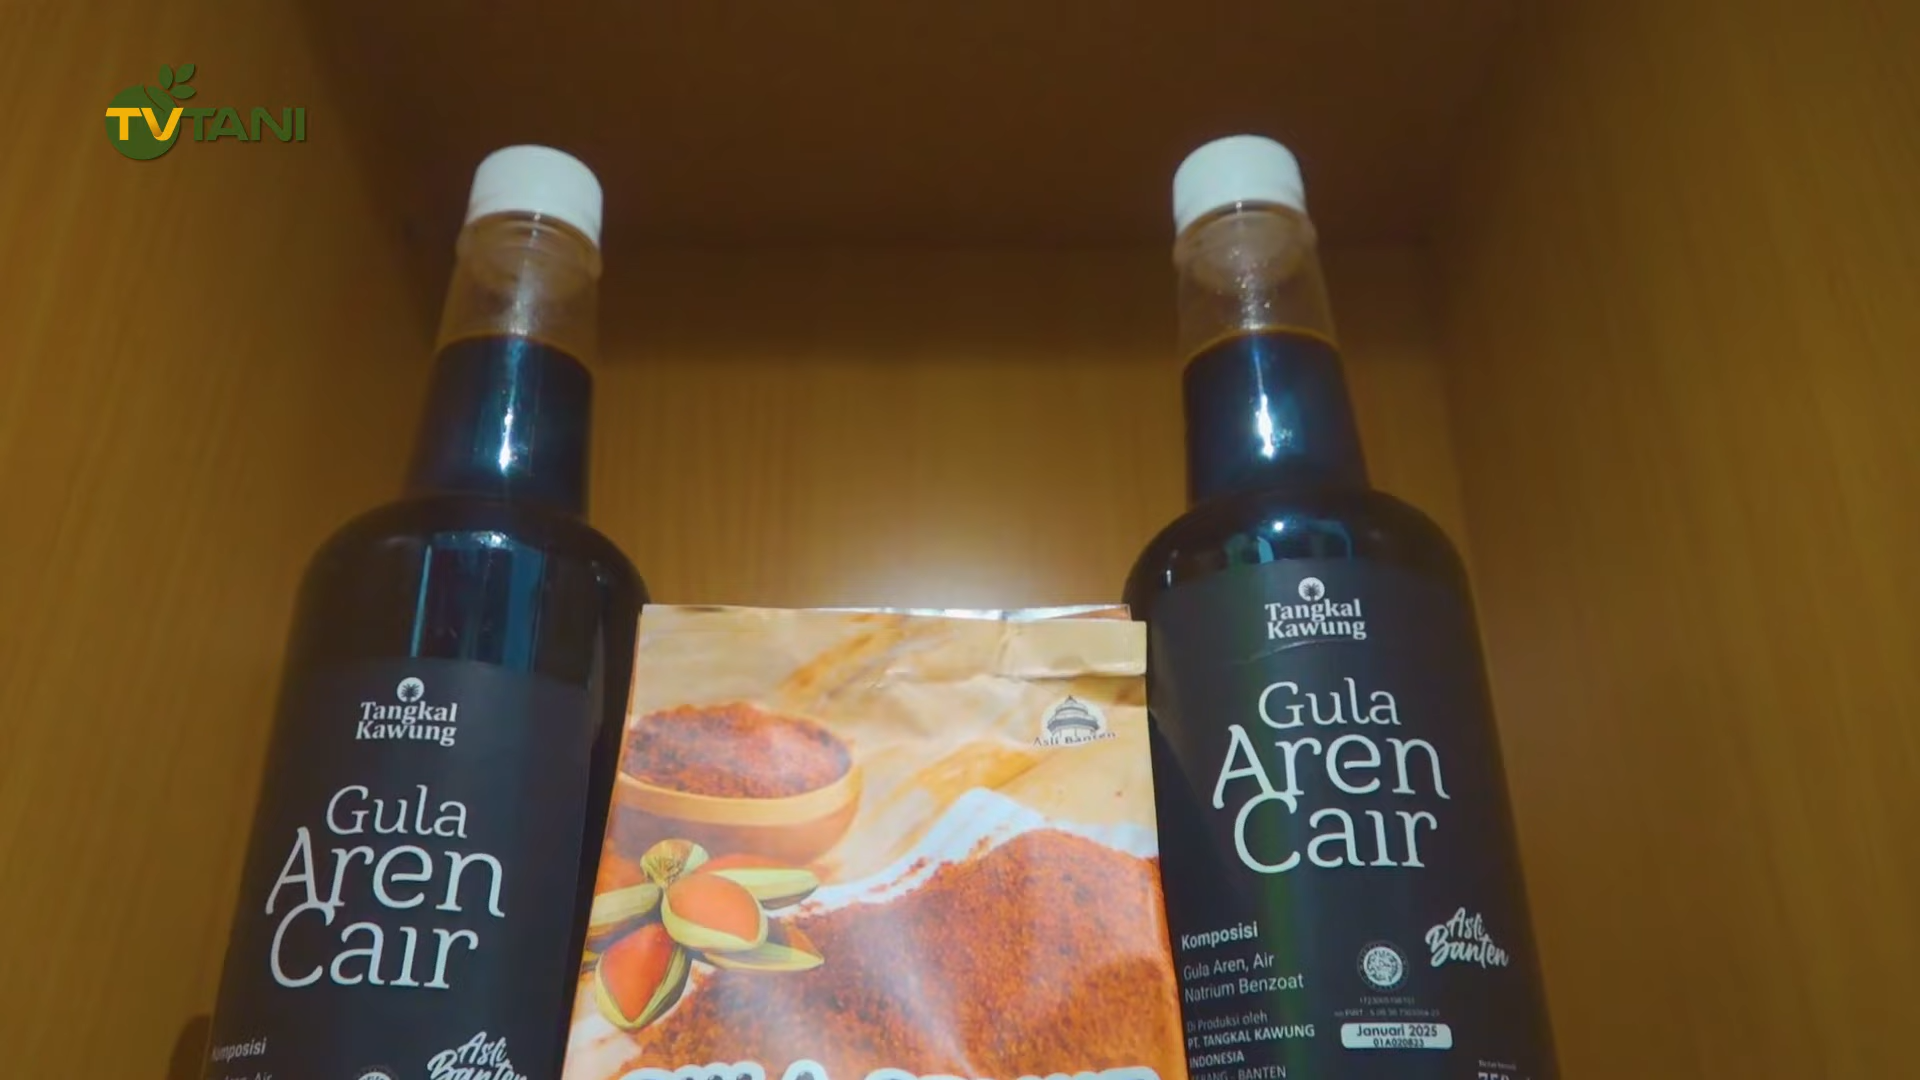 TVTANI
Tangkal
Kawung
Gula
Aren
Cair
Komposisi
Asli
Banten
Asli Banten
Tangkal
Kawung
Gula
Aren
Cair
Komposisi
Gula Aren, Air
Natrium Benzoat
Di Produksi oleh
PT. TANGKAL KAWUNG
INDONESIA
BANTEN
Asli
Banten
Januari 2025
01A020823